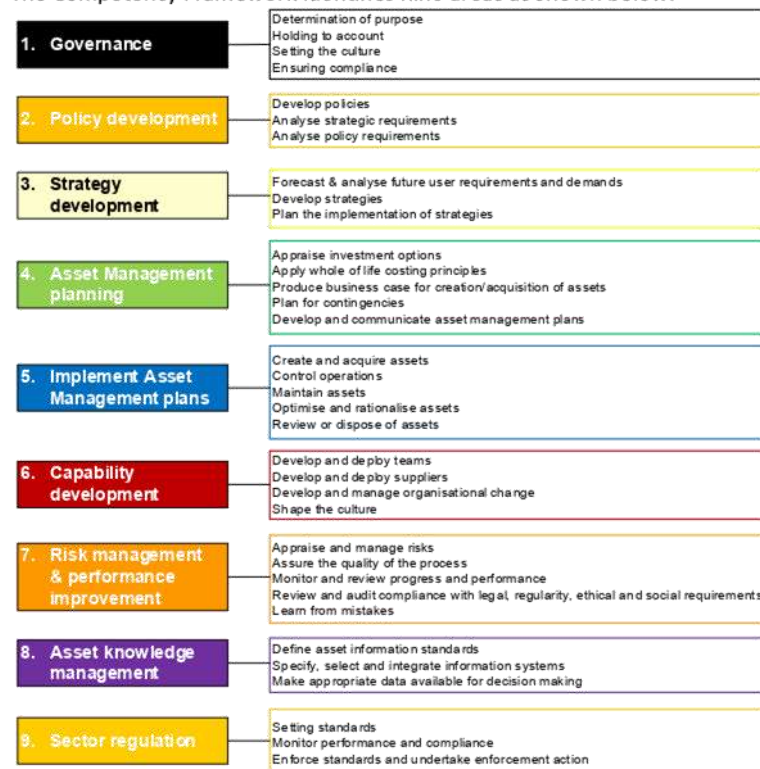 1. Governance
Determination of purpose
Holding to account
Setting the culture
Ensuring compliance
2. Policy development
Develop policies
Analyse strategic requirements
Analyse policy requirements
3. Strategy
development
Forecast & analyse future user requirements and demands
Develop strategies
Plan the implementation of strategies
4. Asset Management
planning
Appraise investment options
Apply whole of life costing principles
Produce business case for creation/acquisition of assets
Plan for contingencies
Develop and communicate asset management plans
5. Implement Asset
Management plans
Create and acquire assets
Control operations
Maintain assets
Optimise and rationalise assets
Review or dispose of assets
6. Capability
development
Develop and deploy teams
Develop and deploy suppliers
Develop and manage organisational change
Shape the culture
7. Risk management
& performance
improvement
Appraise and manage risks
Assure the quality of the process
Monitor and review progress and performance
Review and audit compliance with legal, regularity, ethical and social requirements
Learn from mistakes
8. Asset knowledge
management
Define asset information standards
Specify, select and integrate information systems
Make appropriate data available for decision making
9. Sector regulation
Setting standards
Monitor performance and compliance
Enforce standards and undertake enforcement action